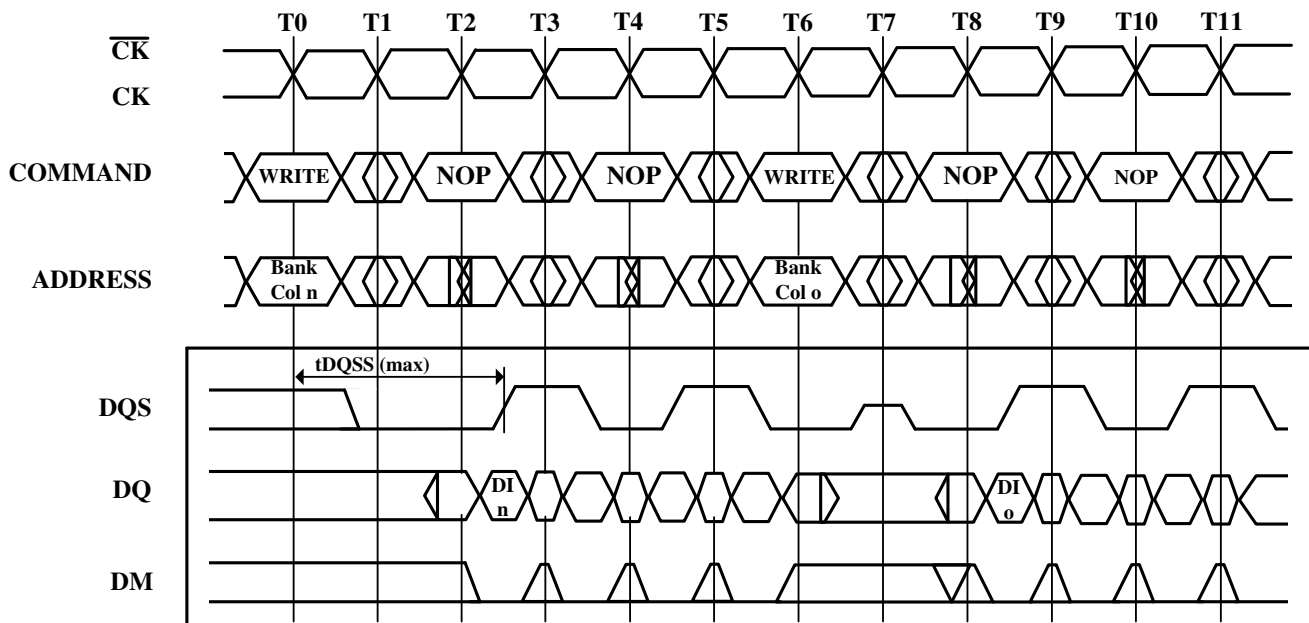 T0 T1 T2 T3 T4 T5 T6 T7 T8 T9 T10 T11
CK
CK
COMMAND WRITE NOP NOP WRITE NOP NOP
ADDRESS Bank Col n Bank Col o
tDQSS (max)
DQS
DQ DI n DI o
DM